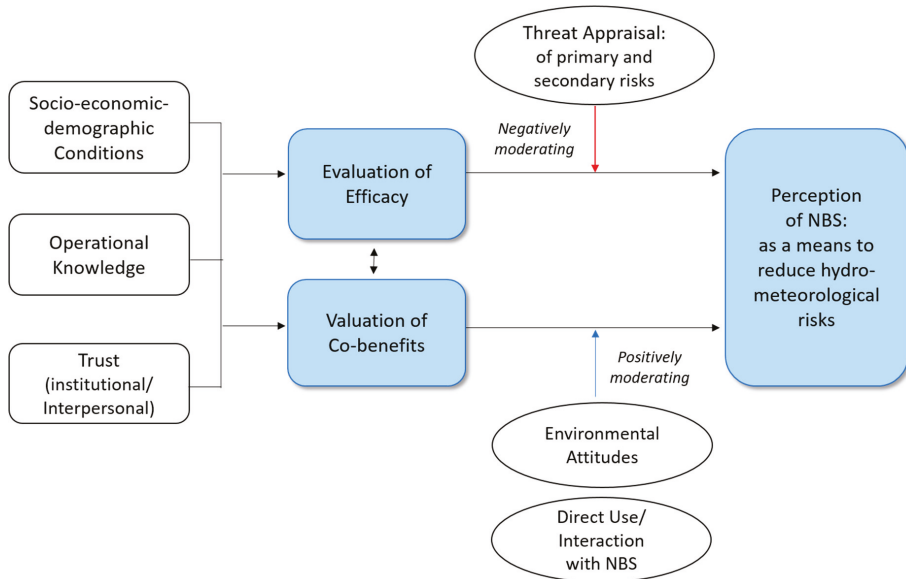 Threat Appraisal:
of primary and
secondary risks
Socio-economic-
demographic
Conditions
Negatively
moderating
Evaluation of
Efficacy
Perception
of NBS:
as a means to
reduce hydro-
meteorological
risks
Operational
Knowledge
Valuation of
Co-benefits
Trust
(institutional/
Interpersonal)
Positively
moderating
Environmental
Attitudes
Direct Use/
Interaction
with NBS